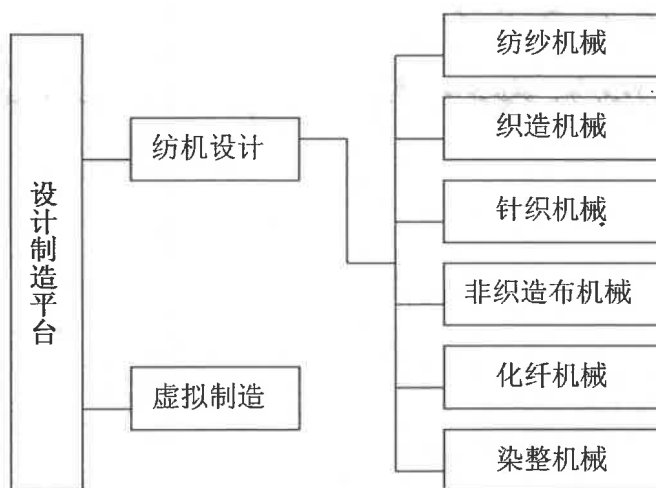 设计制造平台
纺机设计
虚拟制造
纺纱机械
织造机械
针织机械
非织造布机械
化纤机械
染整机械